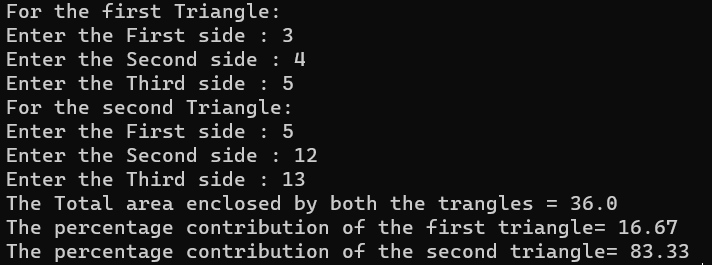 For the first Triangle:
Enter the First side : 3
Enter the Second side : 4
Enter the Third side : 5
For the second Triangle:
Enter the First side : 5
Enter the Second side : 12
Enter the Third side : 13
The Total area enclosed by both the trangles = 36.0
The percentage contribution of the first triangle= 16.67
The percentage contribution of the second triangle= 83.33